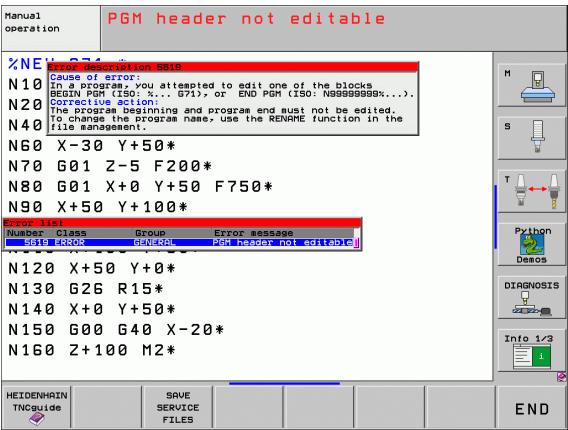 Manual
operation
PGM header not editable
%NEU G71 *
Error description 5619
Cause of error:
In a program, you attempted to edit one of the blocks
BEGIN PGM (ISO: %... G71), or END PGM (ISO: N99999999%...).
Corrective action:
The program beginning and program end must not be edited.
To change the program name, use the RENAME function in the
file management.
N10
N20
N40
N60 X-30 Y+50*
N70 G01 Z-5 F200*
N80 G01 X+0 Y+50 F750*
N90 X+50 Y+100*
Error list
Number Class Group Error message
5619 ERROR GENERAL PGM header not editable
N120 X+50 Y+0*
N130 G26 R15*
N140 X+0 Y+50*
N150 G00 G40 X-20*
N160 Z+100 M2*
M
S
T
Python
Demos
DIAGNOSIS
Info 1/3
i
HEIDENHAIN
TNCguide
SAVE
SERVICE
FILES
END